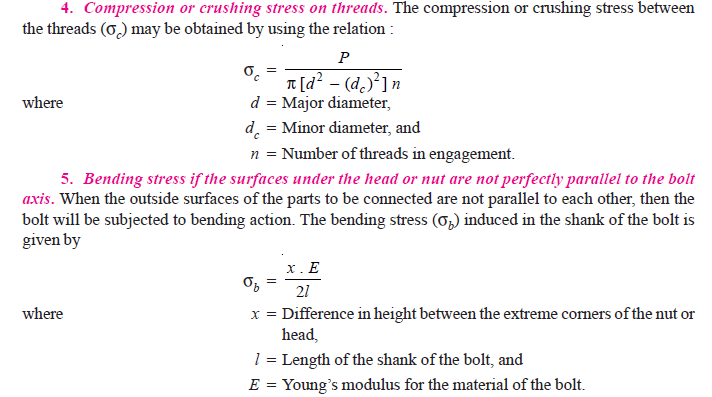 4. Compression or crushing stress on threads. The compression or crushing stress between
the threads (σc) may be obtained by using the relation :
σc = P / π [d² – (dc)²] n
where d = Major diameter,
dc = Minor diameter, and
n = Number of threads in engagement.
5. Bending stress if the surfaces under the head or nut are not perfectly parallel to the bolt
axis. When the outside surfaces of the parts to be connected are not parallel to each other, then the
bolt will be subjected to bending action. The bending stress (σb) induced in the shank of the bolt is
given by
σb = x . E / 2l
where x = Difference in height between the extreme corners of the nut or
head,
l = Length of the shank of the bolt, and
E = Young’s modulus for the material of the bolt.